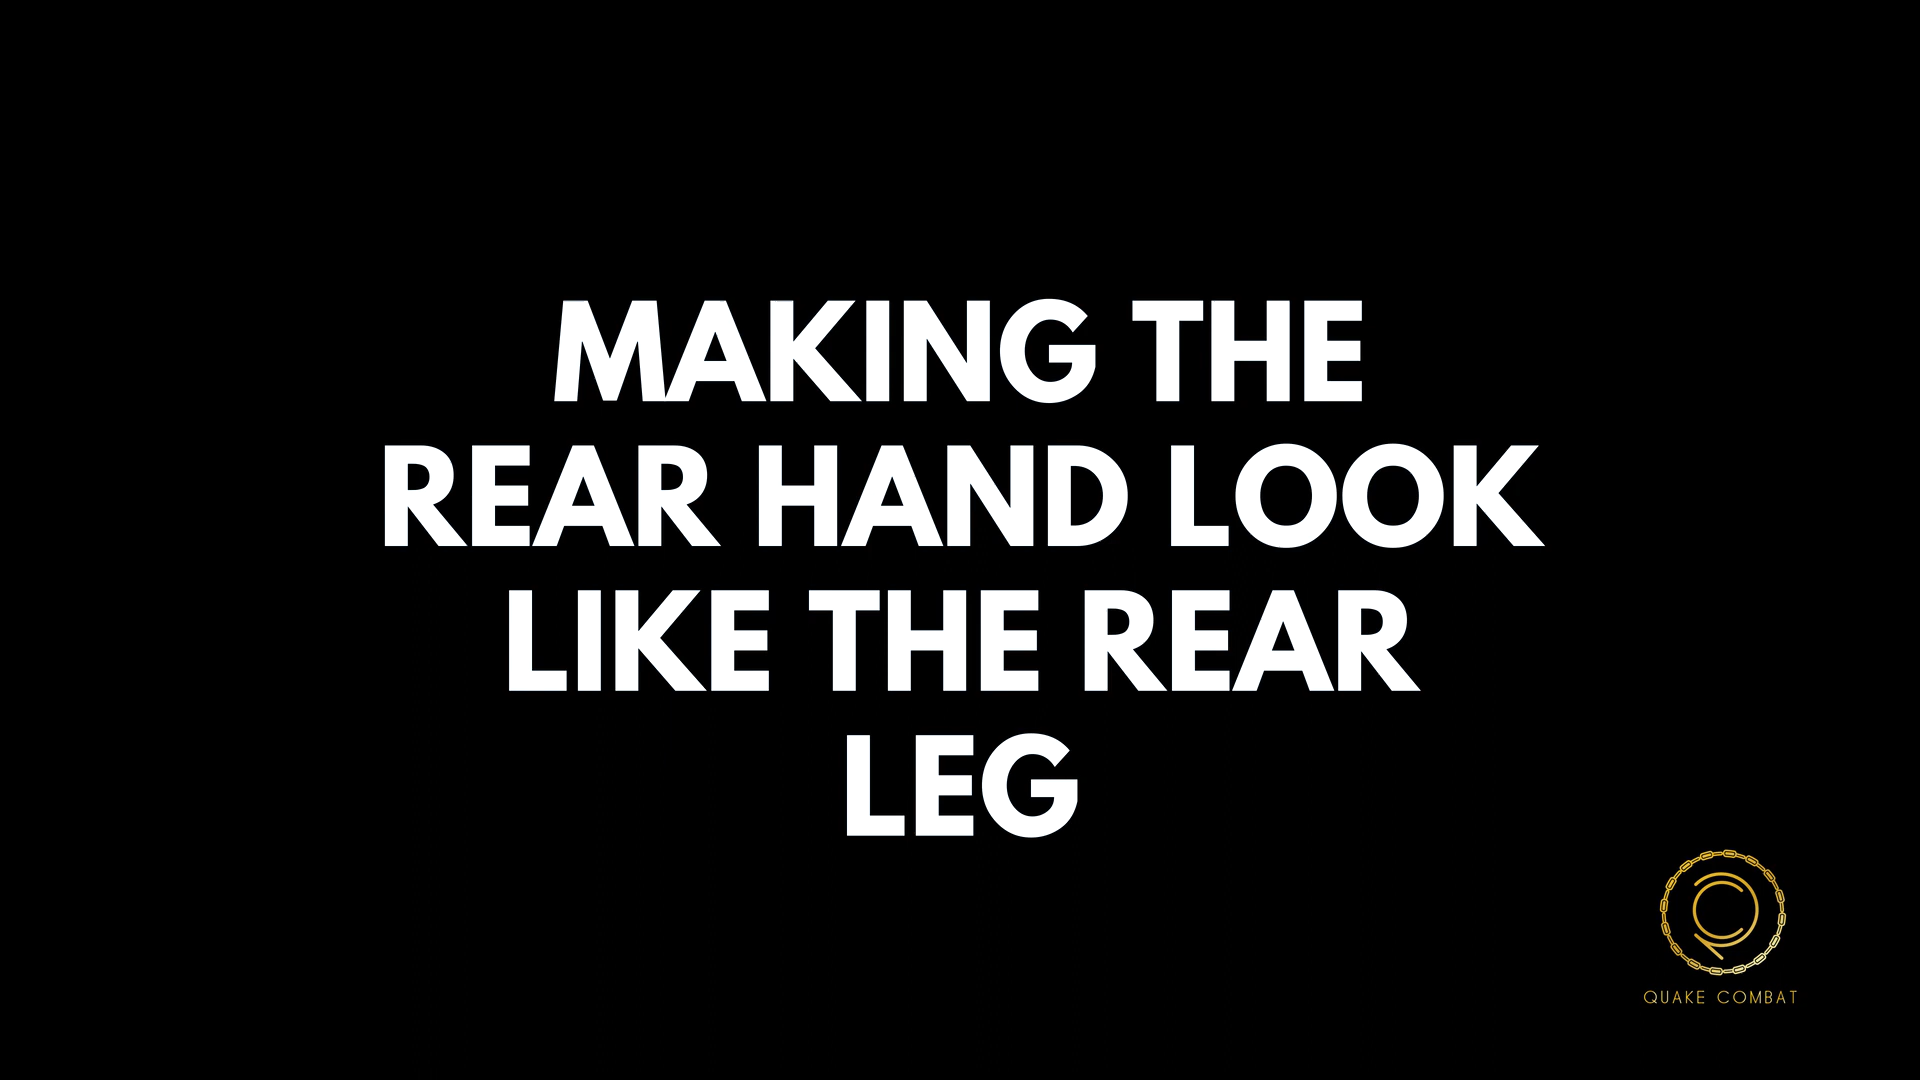 MAKING THE
REAR HAND LOOK
LIKE THE REAR
LEG
QUAKE COMBAT